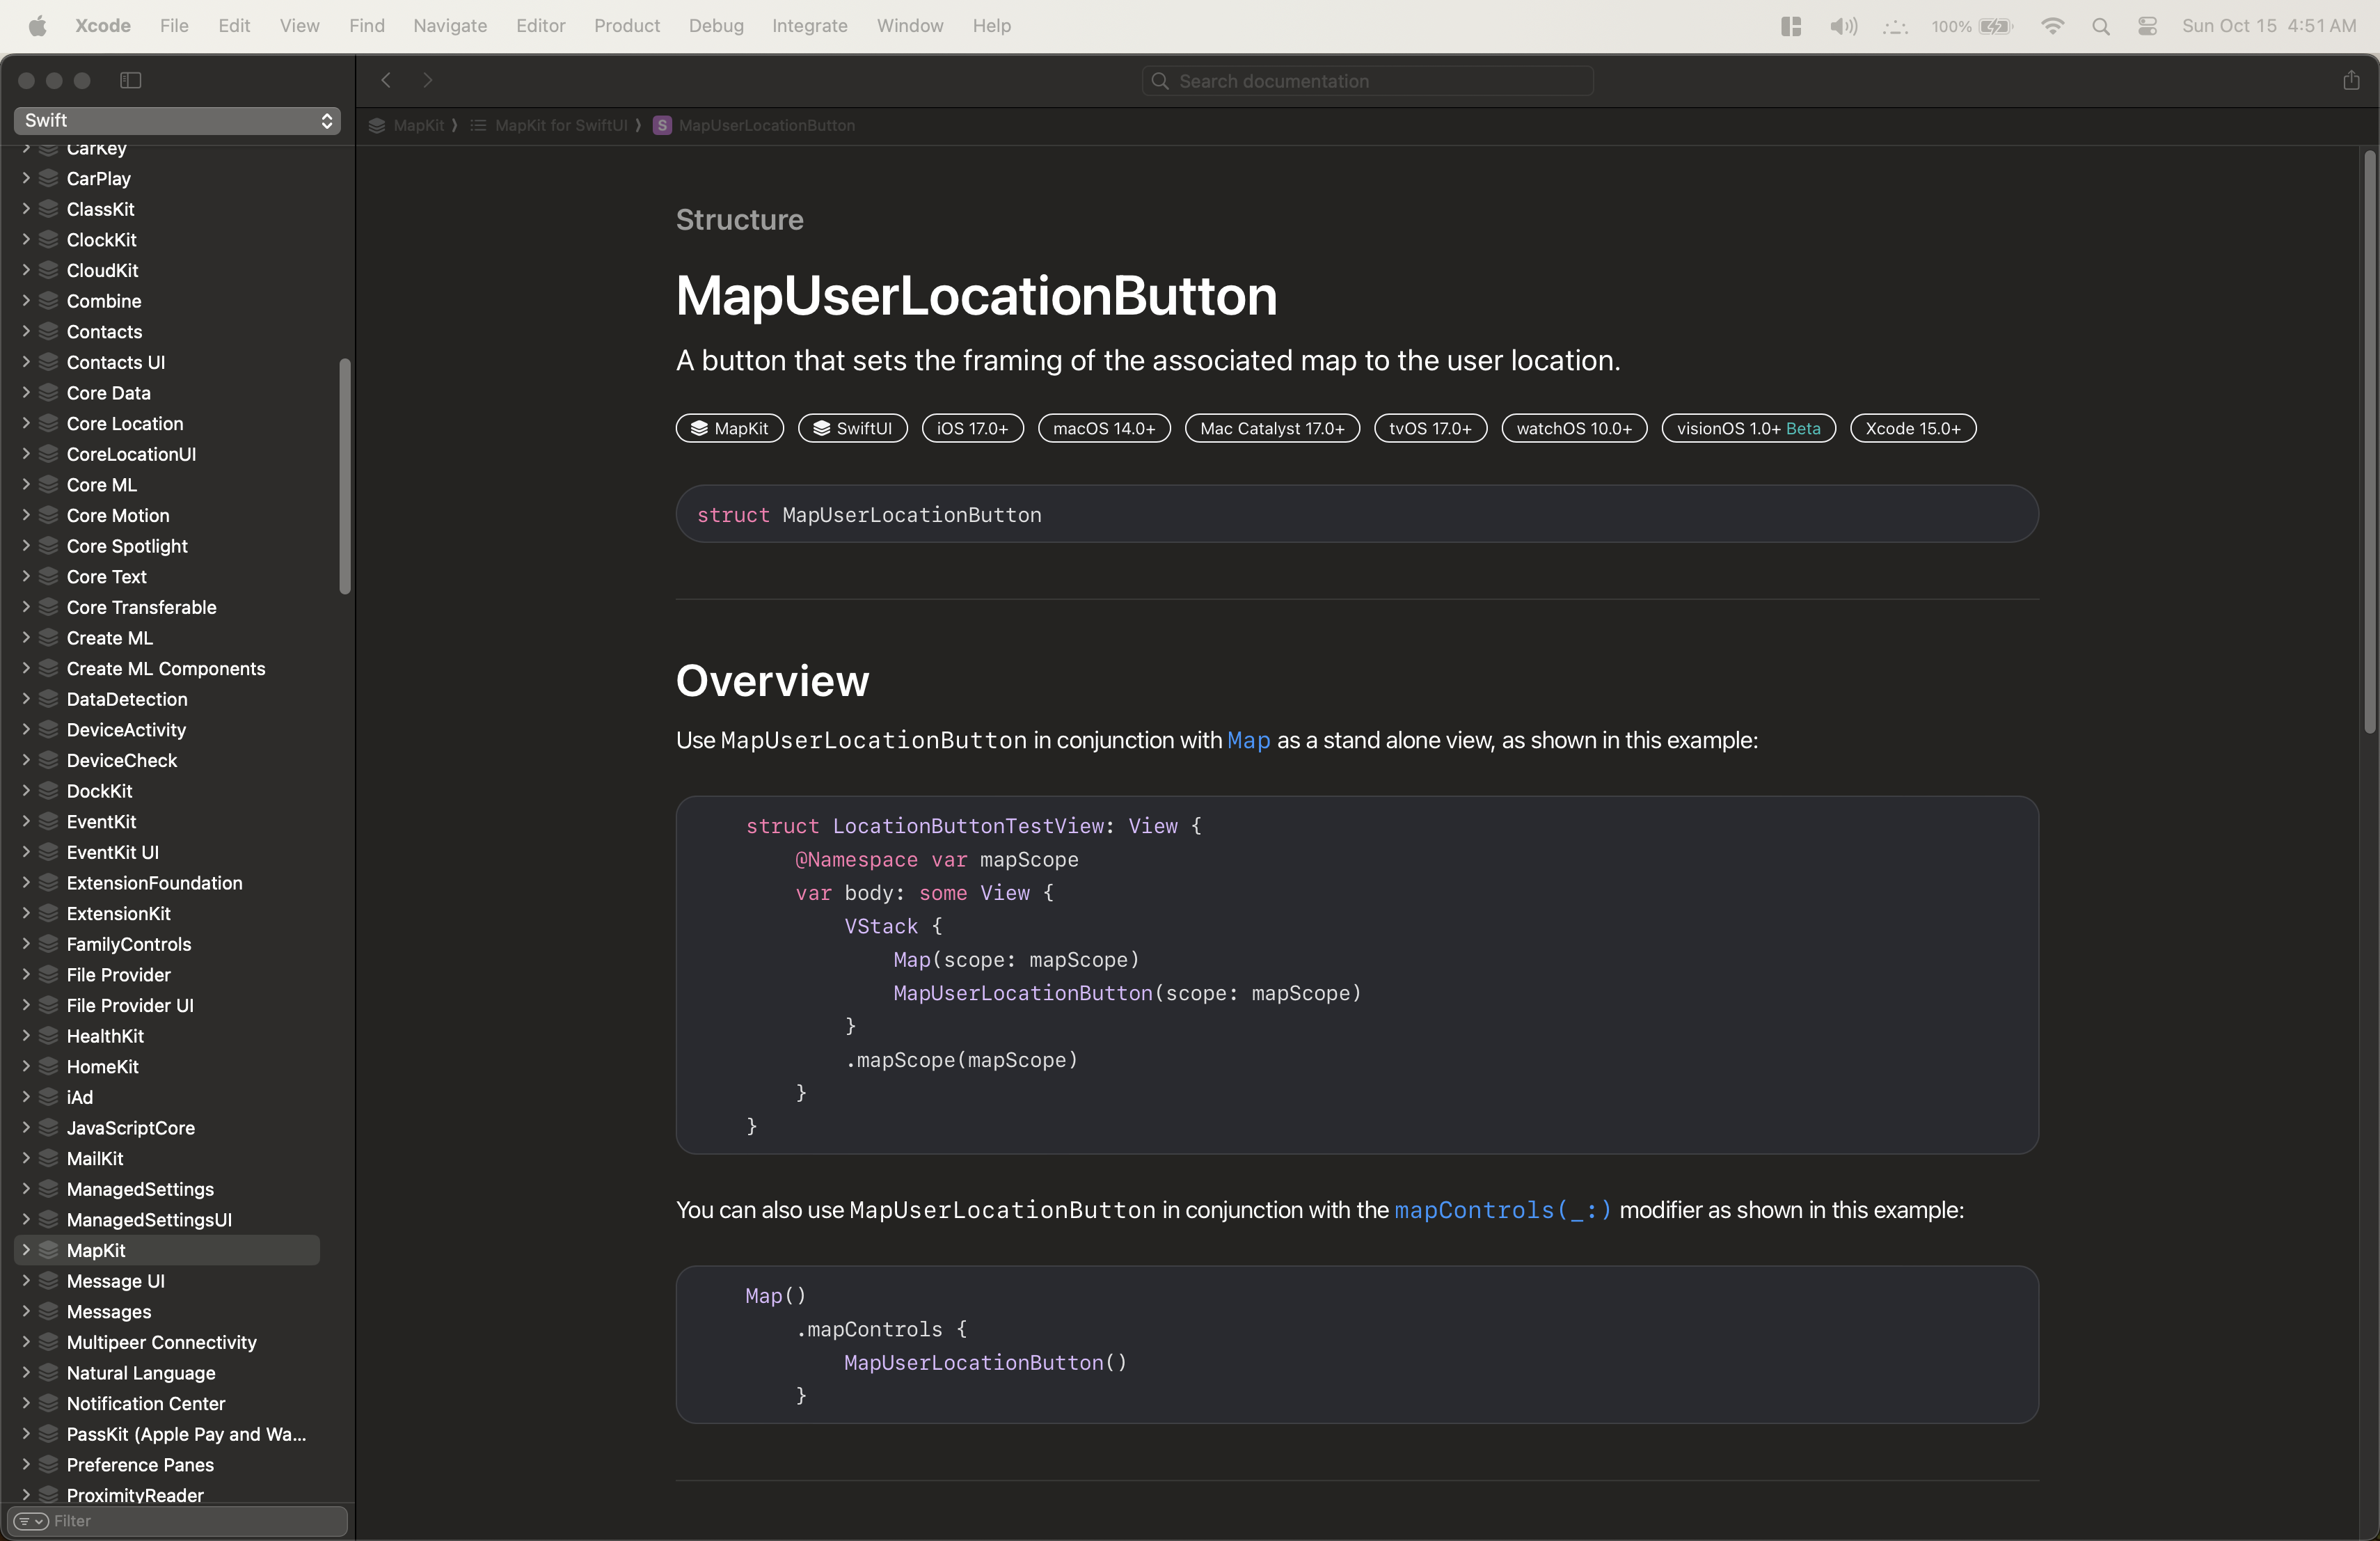 Xcode File Edit View Find Navigate Editor Product Debug Integrate Window Help 100% Sun Oct 15 4:51 AM
Search documentation
Swift
MapKit MapKit for SwiftUI S MapUserLocationButton
CarKey
CarPlay
ClassKit
ClockKit
CloudKit
Combine
Contacts
Contacts UI
Core Data
Core Location
CoreLocationUI
Core ML
Core Motion
Core Spotlight
Core Text
Core Transferable
Create ML
Create ML Components
DataDetection
DeviceActivity
DeviceCheck
DockKit
EventKit
EventKit UI
ExtensionFoundation
ExtensionKit
FamilyControls
File Provider
File Provider UI
HealthKit
HomeKit
iAd
JavaScriptCore
MailKit
ManagedSettings
ManagedSettingsUI
MapKit
Message UI
Messages
Multipeer Connectivity
Natural Language
Notification Center
PassKit (Apple Pay and Wa...
Preference Panes
ProximityReader
Filter
Structure
MapUserLocationButton
A button that sets the framing of the associated map to the user location.
MapKit SwiftUI iOS 17.0+ macOS 14.0+ Mac Catalyst 17.0+ tvOS 17.0+ watchOS 10.0+ visionOS 1.0+ Beta Xcode 15.0+
struct MapUserLocationButton
Overview
Use MapUserLocationButton in conjunction with Map as a stand alone view, as shown in this example:
struct LocationButtonTestView: View {
@Namespace var mapScope
var body: some View {
VStack {
Map(scope: mapScope)
MapUserLocationButton(scope: mapScope)
}
.mapScope(mapScope)
}
}
You can also use MapUserLocationButton in conjunction with the mapControls(_:) modifier as shown in this example:
Map()
.mapControls {
MapUserLocationButton()
}